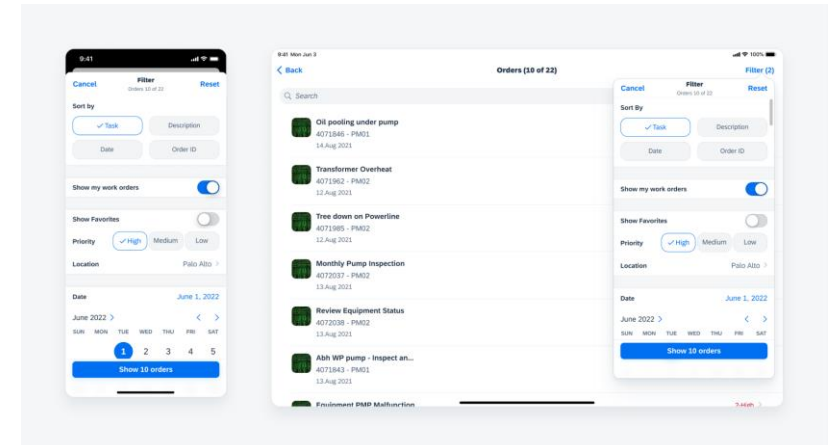 9:41
Cancel Filter Reset
Orders 10 of 22
Sort by
✓ Task Description
Date Order ID
Show my work orders
Show Favorites
Priority ✓ High Medium Low
Location Palo Alto >
Date June 1, 2022
June 2022 > < >
SUN MON TUE WED THU FRI SAT
1 2 3 4 5
Show 10 orders
9:41 Mon Jun 3 100%
< Back Orders (10 of 22) Filter (2)
Search
Oil pooling under pump
4071846 - PM01
14.Aug 2021
Transformer Overheat
4071962 - PM02
12.Aug 2021
Tree down on Powerline
4071985 - PM02
12.Aug 2021
Monthly Pump Inspection
4072037 - PM02
13.Aug 2021
Review Equipment Status
4072038 - PM02
13.Aug 2021
Abh WP pump - Inspect an...
4071843 - PM01
13.Aug 2021
Equipment PMP Malfunction
Cancel Filter Reset
Orders 10 of 22
Sort By
✓ Task Description
Date Order ID
Show my work orders
Show Favorites
Priority ✓ High Medium Low
Location Palo Alto >
Date June 1, 2022
June 2022 > < >
SUN MON TUE WED THU FRI SAT
Show 10 orders